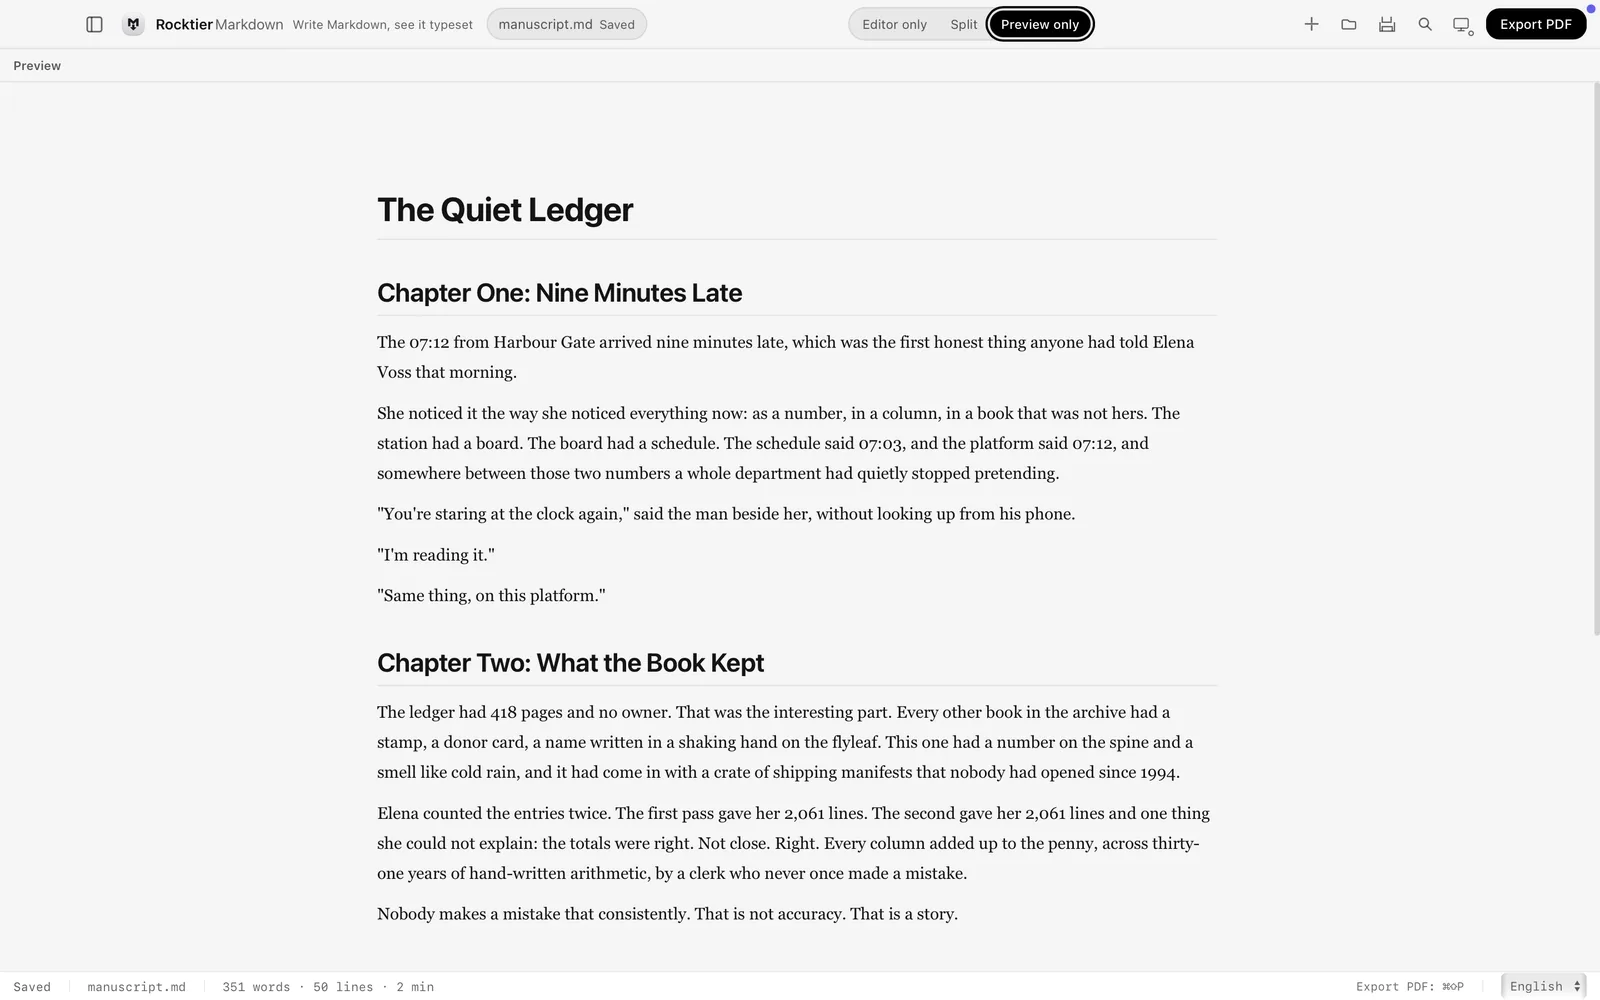 Rocktier Markdown Write Markdown, see it typeset manuscript.md Saved Editor only Split Preview only Export PDF
Preview
The Quiet Ledger
Chapter One: Nine Minutes Late
The 07:12 from Harbour Gate arrived nine minutes late, which was the first honest thing anyone had told Elena
Voss that morning.
She noticed it the way she noticed everything now: as a number, in a column, in a book that was not hers. The
station had a board. The board had a schedule. The schedule said 07:03, and the platform said 07:12, and
somewhere between those two numbers a whole department had quietly stopped pretending.
"You're staring at the clock again," said the man beside her, without looking up from his phone.
"I'm reading it."
"Same thing, on this platform."
Chapter Two: What the Book Kept
The ledger had 418 pages and no owner. That was the interesting part. Every other book in the archive had a
stamp, a donor card, a name written in a shaking hand on the flyleaf. This one had a number on the spine and a
smell like cold rain, and it had come in with a crate of shipping manifests that nobody had opened since 1994.
Elena counted the entries twice. The first pass gave her 2,061 lines. The second gave her 2,061 lines and one thing
she could not explain: the totals were right. Not close. Right. Every column added up to the penny, across thirty-
one years of hand-written arithmetic, by a clerk who never once made a mistake.
Nobody makes a mistake that consistently. That is not accuracy. That is a story.
Saved manuscript.md 351 words · 50 lines · 2 min Export PDF: ⌘⇧P English